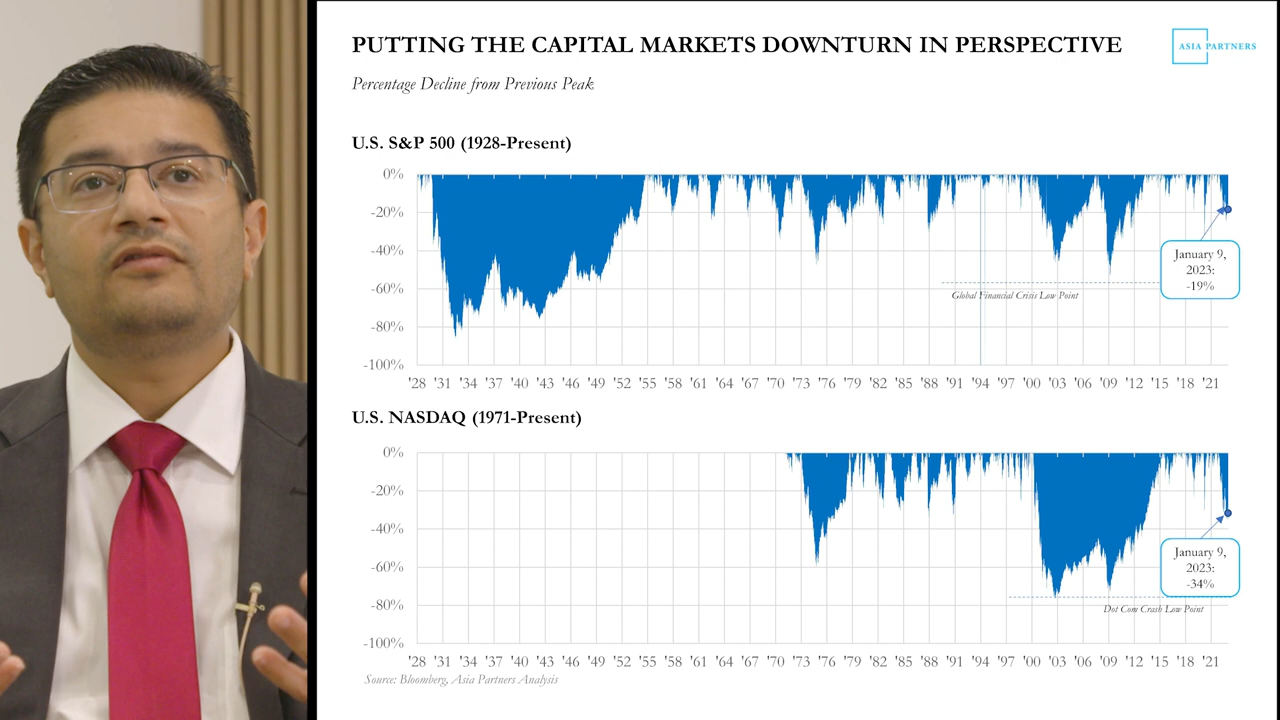 PUTTING THE CAPITAL MARKETS DOWNTURN IN PERSPECTIVE
ASIA PARTNERS
Percentage Decline from Previous Peak
U.S. S&P 500 (1928-Present)
0%
-20%
-40%
-60%
-80%
-100%
January 9,
2023:
-19%
Global Financial Crisis Low Point
'28 '31 '34 '37 '40 '43 '46 '49 '52 '55 '58 '61 '64 '67 '70 '73 '76 '79 '82 '85 '88 '91 '94 '97 '00 '03 '06 '09 '12 '15 '18 '21
U.S. NASDAQ (1971-Present)
0%
-20%
-40%
-60%
-80%
-100%
January 9,
2023:
-34%
Dot Com Crash Low Point
'28 '31 '34 '37 '40 '43 '46 '49 '52 '55 '58 '61 '64 '67 '70 '73 '76 '79 '82 '85 '88 '91 '94 '97 '00 '03 '06 '09 '12 '15 '18 '21
Source: Bloomberg, Asia Partners Analysis